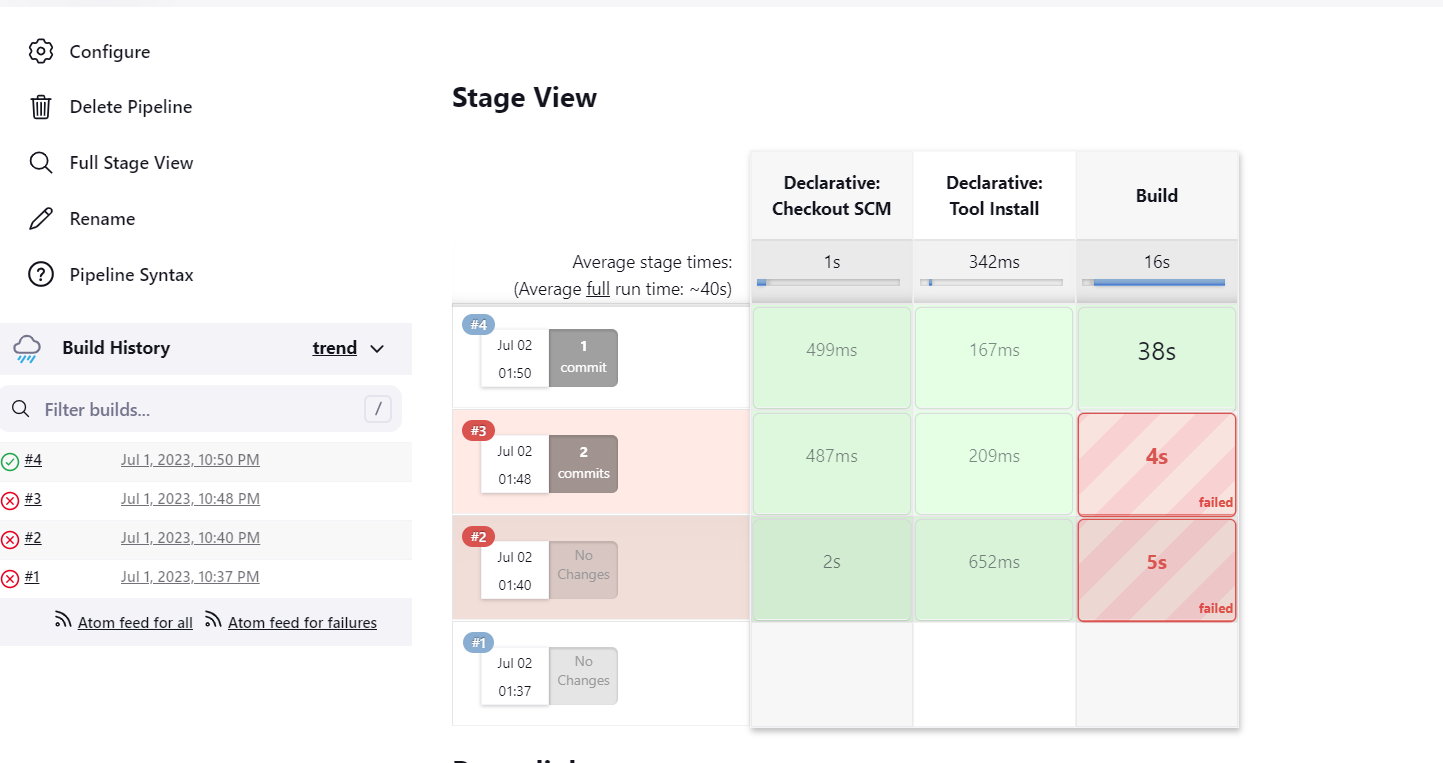 Configure
Delete Pipeline
Full Stage View
Rename
Pipeline Syntax
Build History
trend
Filter builds...
/
#4
Jul 1, 2023, 10:50 PM
#3
Jul 1, 2023, 10:48 PM
#2
Jul 1, 2023, 10:40 PM
#1
Jul 1, 2023, 10:37 PM
Atom feed for all
Atom feed for failures
Stage View
Declarative:
Checkout SCM
Declarative:
Tool Install
Build
Average stage times:
(Average full run time: ~40s)
1s
342ms
16s
#4
Jul 02
01:50
1
commit
499ms
167ms
38s
#3
Jul 02
01:48
2
commits
487ms
209ms
4s
failed
#2
Jul 02
01:40
No
Changes
2s
652ms
5s
failed
#1
Jul 02
01:37
No
Changes